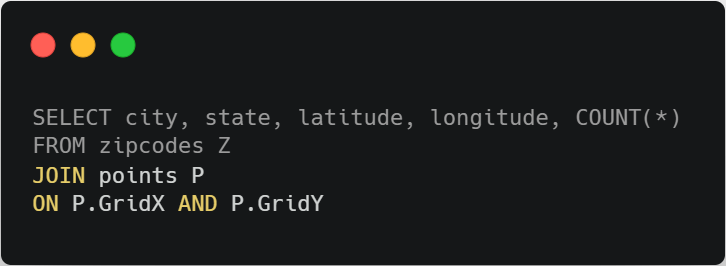 SELECT city, state, latitude, longitude, COUNT(*)
FROM zipcodes Z
JOIN points P
ON P.GridX AND P.GridY